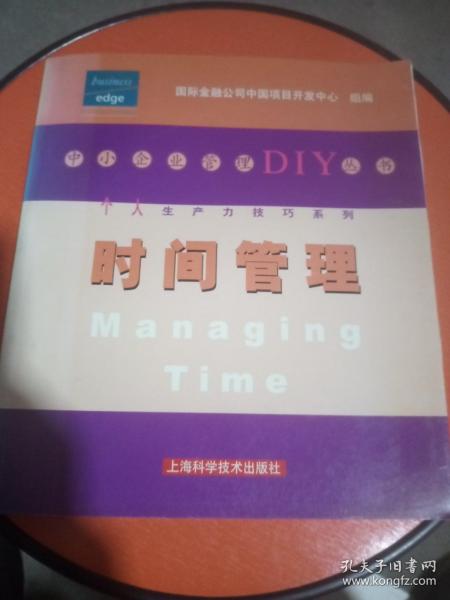 business
edge
国际金融公司中国项目开发中心 组编
中小企业管理DIY丛书
个人生产力技巧系列
时间管理
Managing
Time
上海科学技术出版社
孔夫子旧书网
www.kongfz.com